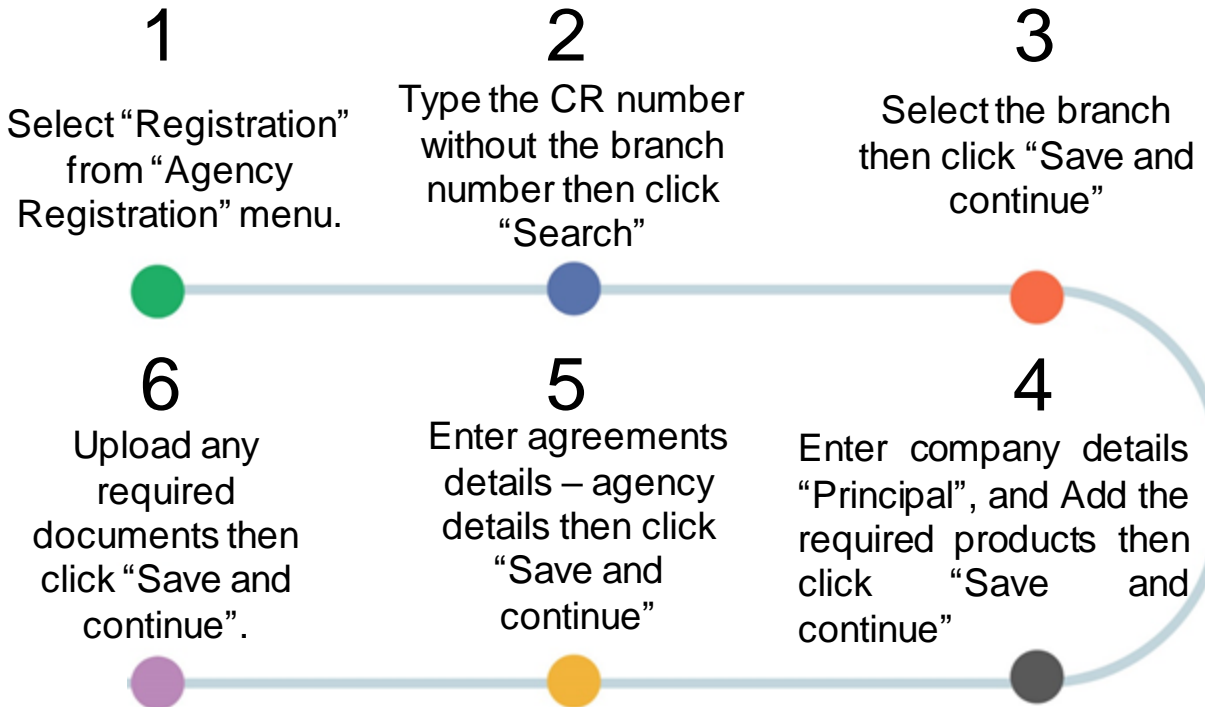 1
Select “Registration”
from “Agency
Registration” menu.
2
Type the CR number
without the branch
number then click
“Search”
3
Select the branch
then click “Save and
continue”
4
Enter company details
“Principal”, and Add the
required products then
click “Save and
continue”
5
Enter agreements
details – agency
details then click
“Save and
continue”
6
Upload any
required
documents then
click “Save and
continue”.